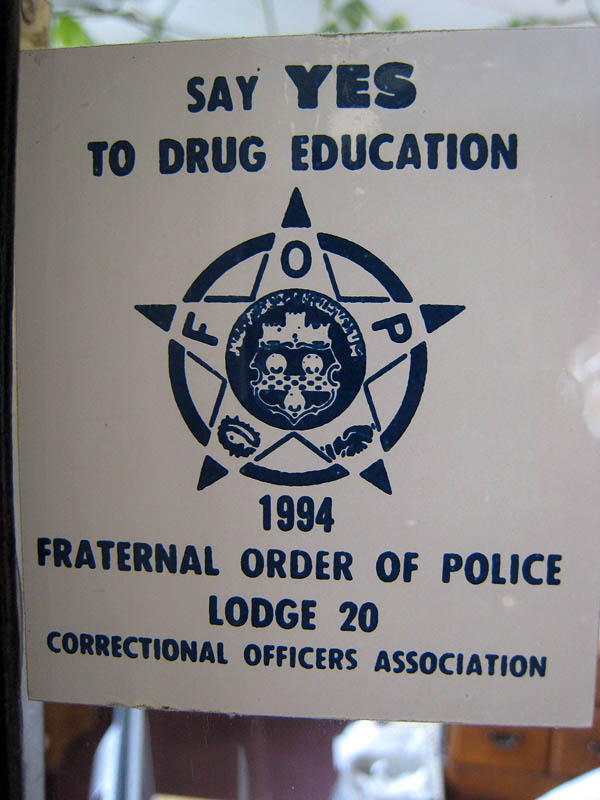 SAY YES
TO DRUG EDUCATION
F O P
1994
FRATERNAL ORDER OF POLICE
LODGE 20
CORRECTIONAL OFFICERS ASSOCIATION